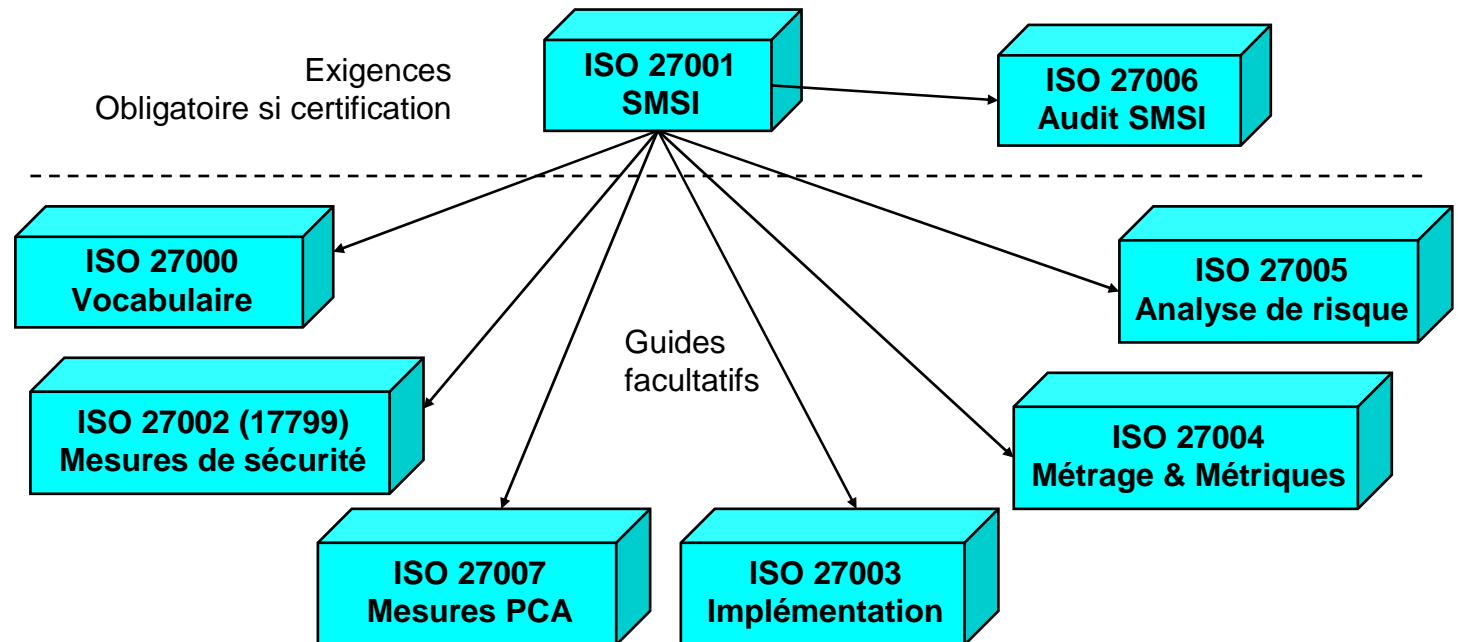 Exigences
Obligatoire si certification
ISO 27001
SMSI
ISO 27006
Audit SMSI
ISO 27000
Vocabulaire
ISO 27005
Analyse de risque
Guides
facultatifs
ISO 27002 (17799)
Mesures de sécurité
ISO 27004
Métrage & Métriques
ISO 27007
Mesures PCA
ISO 27003
Implémentation